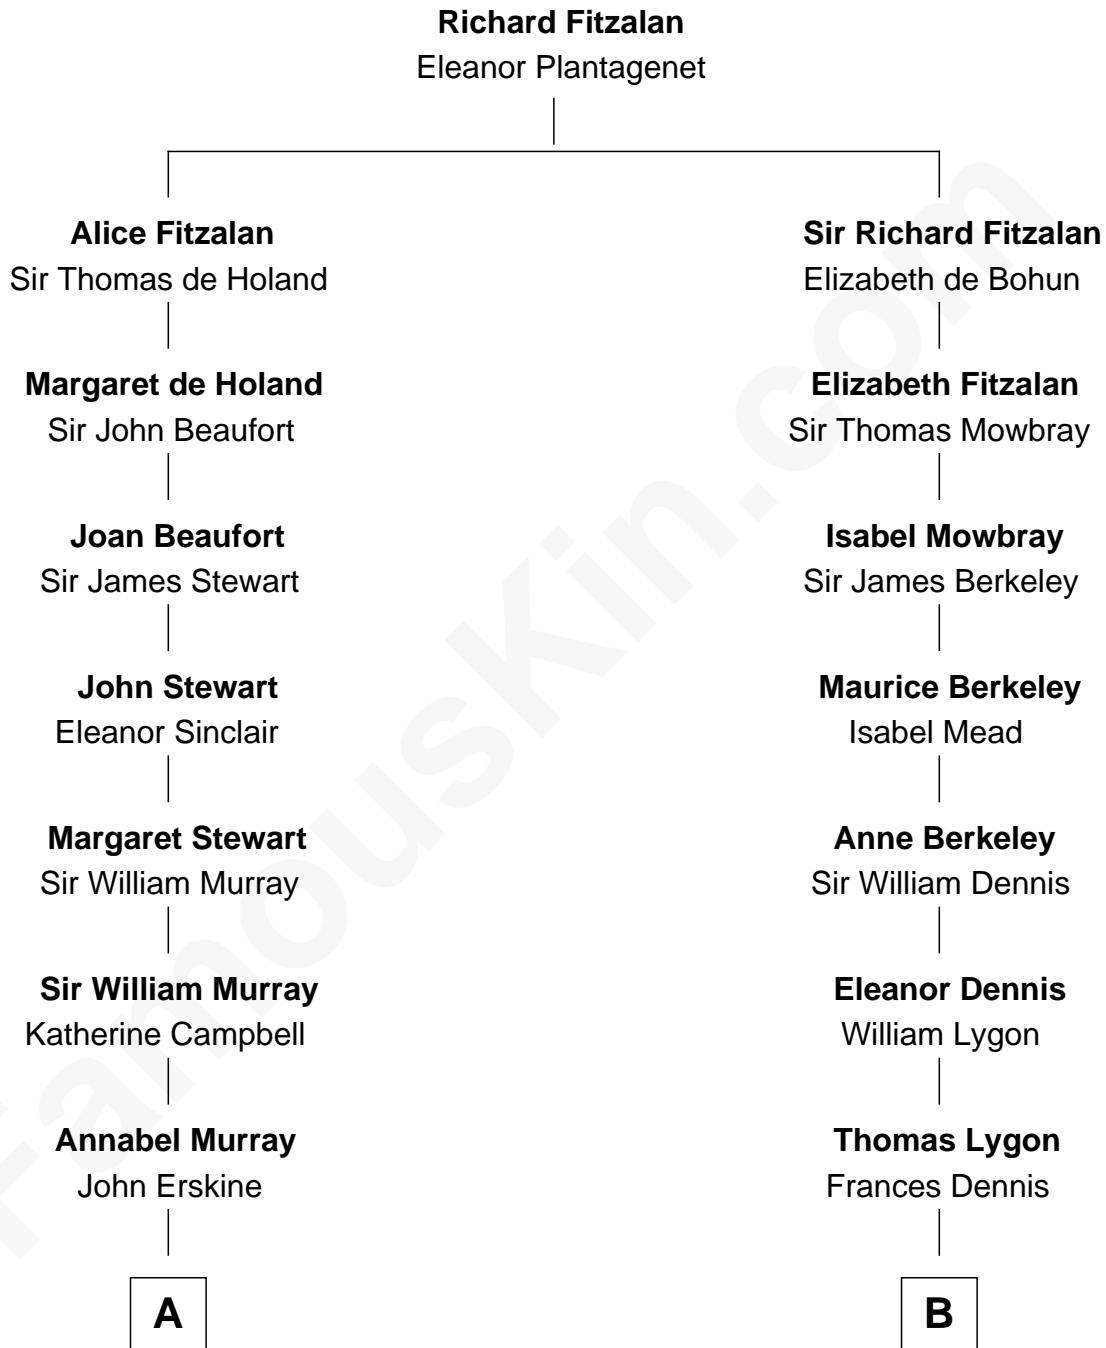 Richard Fitzalan
Eleanor Plantagenet
Alice Fitzalan
Sir Thomas de Holand
Sir Richard Fitzalan
Elizabeth de Bohun
Margaret de Holand
Sir John Beaufort
Elizabeth Fitzalan
Sir Thomas Mowbray
Joan Beaufort
Sir James Stewart
Isabel Mowbray
Sir James Berkeley
John Stewart
Eleanor Sinclair
Maurice Berkeley
Isabel Mead
Margaret Stewart
Sir William Murray
Anne Berkeley
Sir William Dennis
Sir William Murray
Katherine Campbell
Eleanor Dennis
William Lygon
Annabel Murray
John Erskine
Thomas Lygon
Frances Dennis
A
B
FamousKin.com